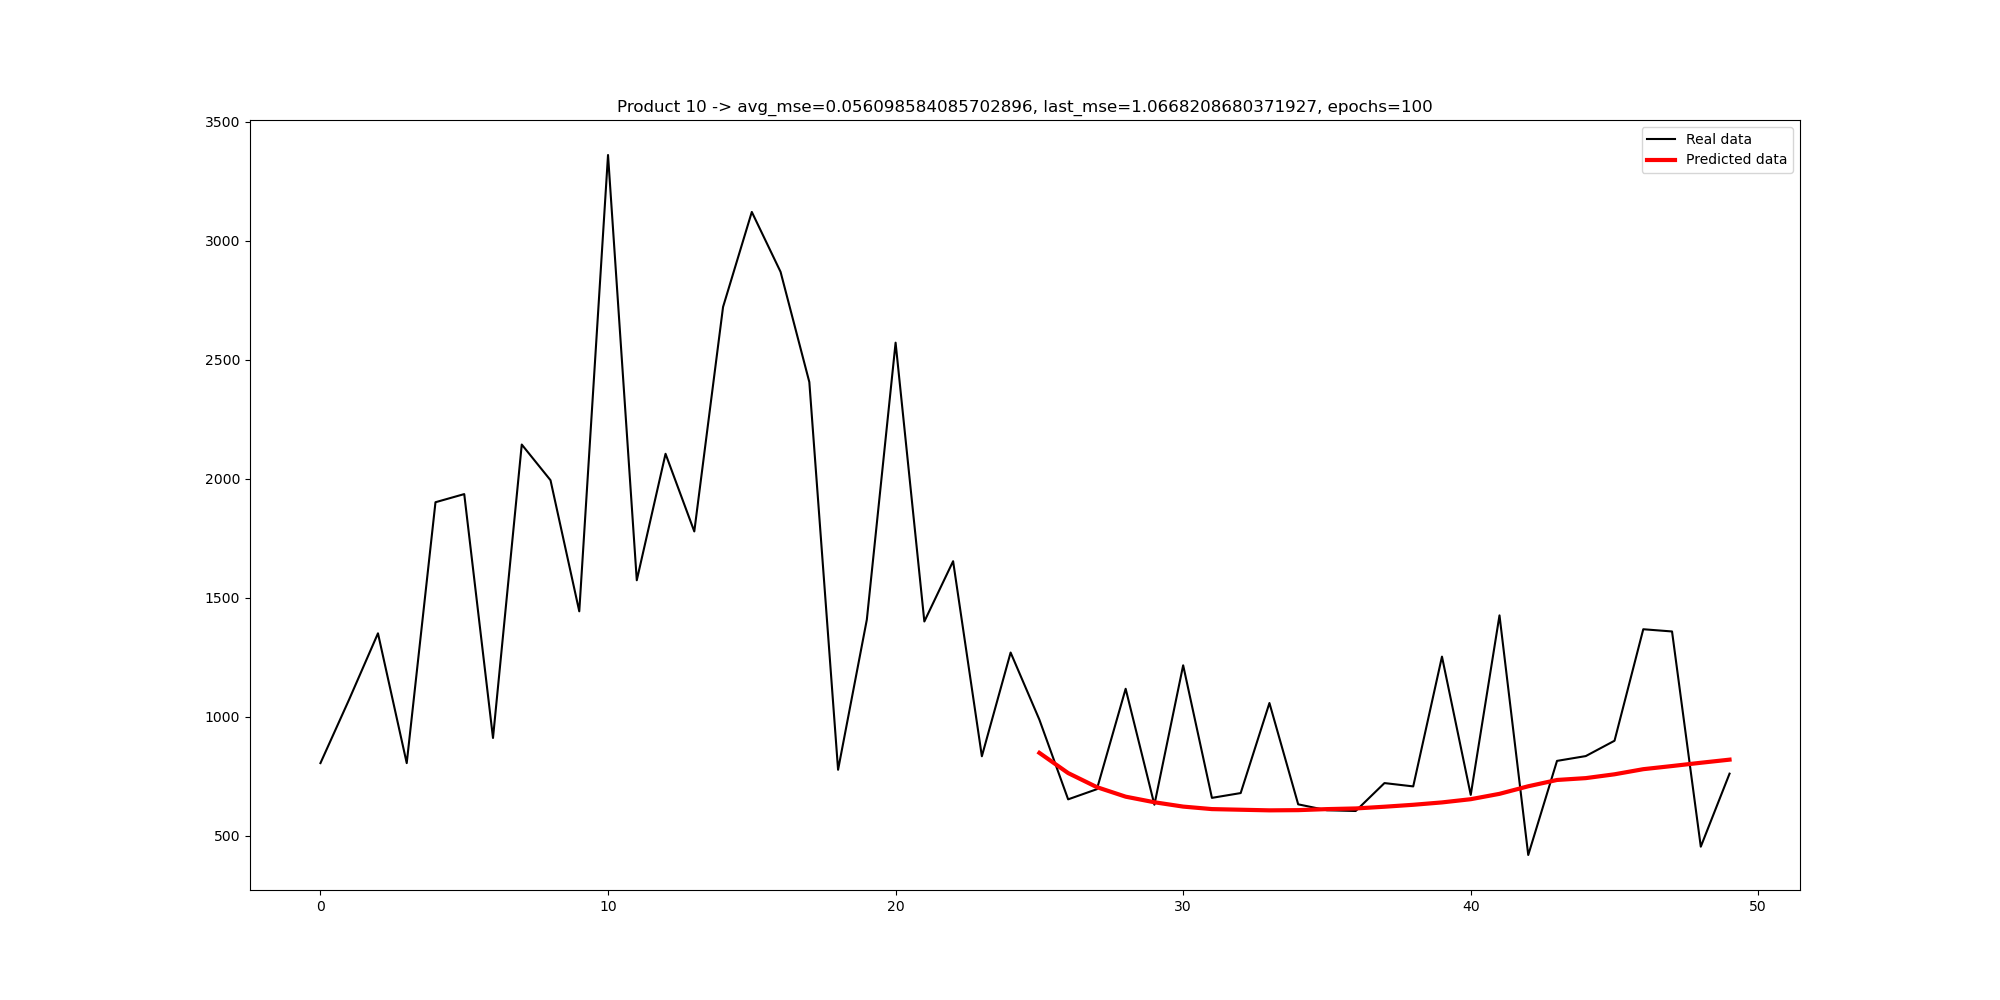 Product 10 -> avg_mse=0.056098584085702896, last_mse=1.0668208680371927, epochs=100
Real data
Predicted data
3500
3000
2500
2000
1500
1000
500
0 10 20 30 40 50